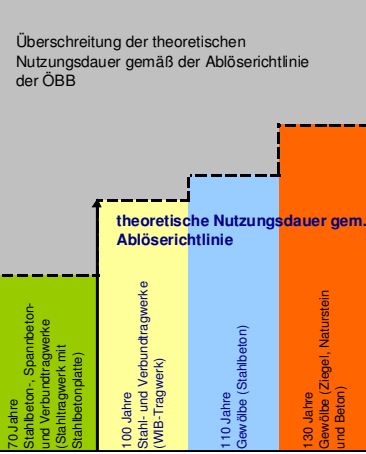 Überschreitung der theoretischen
Nutzungsdauer gemäß der Ablöserichtlinie
der ÖBB
theoretische Nutzungsdauer gem.
Ablöserichtlinie
70 Jahre
Stahlbeton-, Spannbeton-
und Verbundtragwerke
(Stahltragwerk mit
Stahlbetonplatte)
100 Jahre
Stahl- und Verbundtragwerke
(WIB-Tragwerk)
110 Jahre
Gewölbe (Stahlbeton)
130 Jahre
Gewölbe (Ziegel, Naturstein
und Beton)